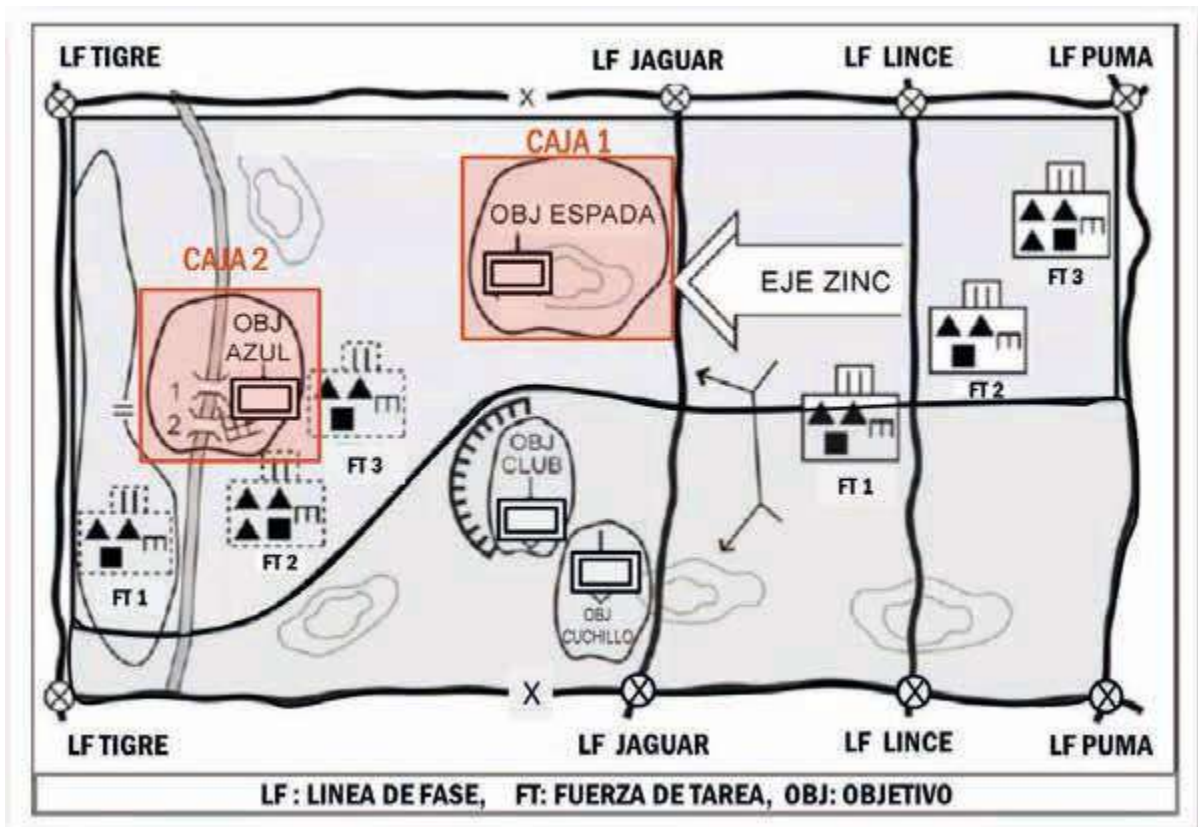 LF TIGRE
LF JAGUAR
LF LINCE
LF PUMA
X
CAJA 1
OBJ ESPADA
EJE ZINC
FT 3
CAJA 2
OBJ
AZUL
1
2
FT 2
FT 3
FT 1
OBJ
CLUB
FT 2
FT 1
OBJ
CUCHILLO
X
LF TIGRE
LF JAGUAR
LF LINCE
LF PUMA
LF : LINEA DE FASE, FT: FUERZA DE TAREA, OBJ: OBJETIVO